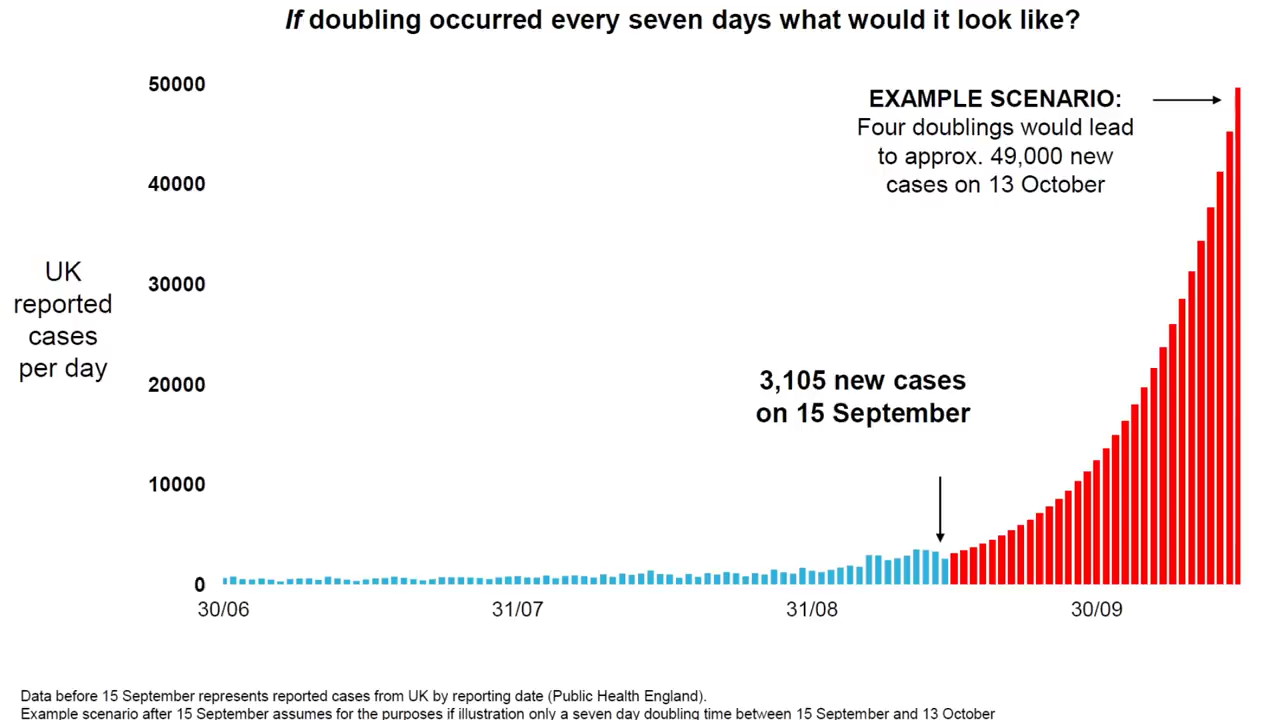 If doubling occurred every seven days what would it look like?
50000
EXAMPLE SCENARIO:
Four doublings would lead
to approx. 49,000 new
cases on 13 October
40000
UK
reported
cases
per day
30000
20000
3,105 new cases
on 15 September
10000
0
30/06
31/07
31/08
30/09
Data before 15 September represents reported cases from UK by reporting date (Public Health England).
Example scenario after 15 September assumes for the purposes if illustration only a seven day doubling time between 15 September and 13 October